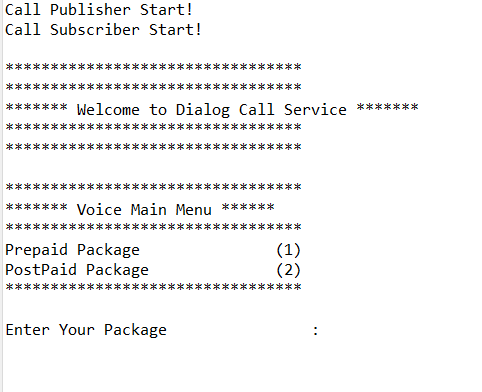 Call Publisher Start!
Call Subscriber Start!
*********************************
*********************************
******* Welcome to Dialog Call Service *******
*********************************
*********************************
*********************************
******* Voice Main Menu ******
*********************************
Prepaid Package (1)
PostPaid Package (2)
*********************************
Enter Your Package :